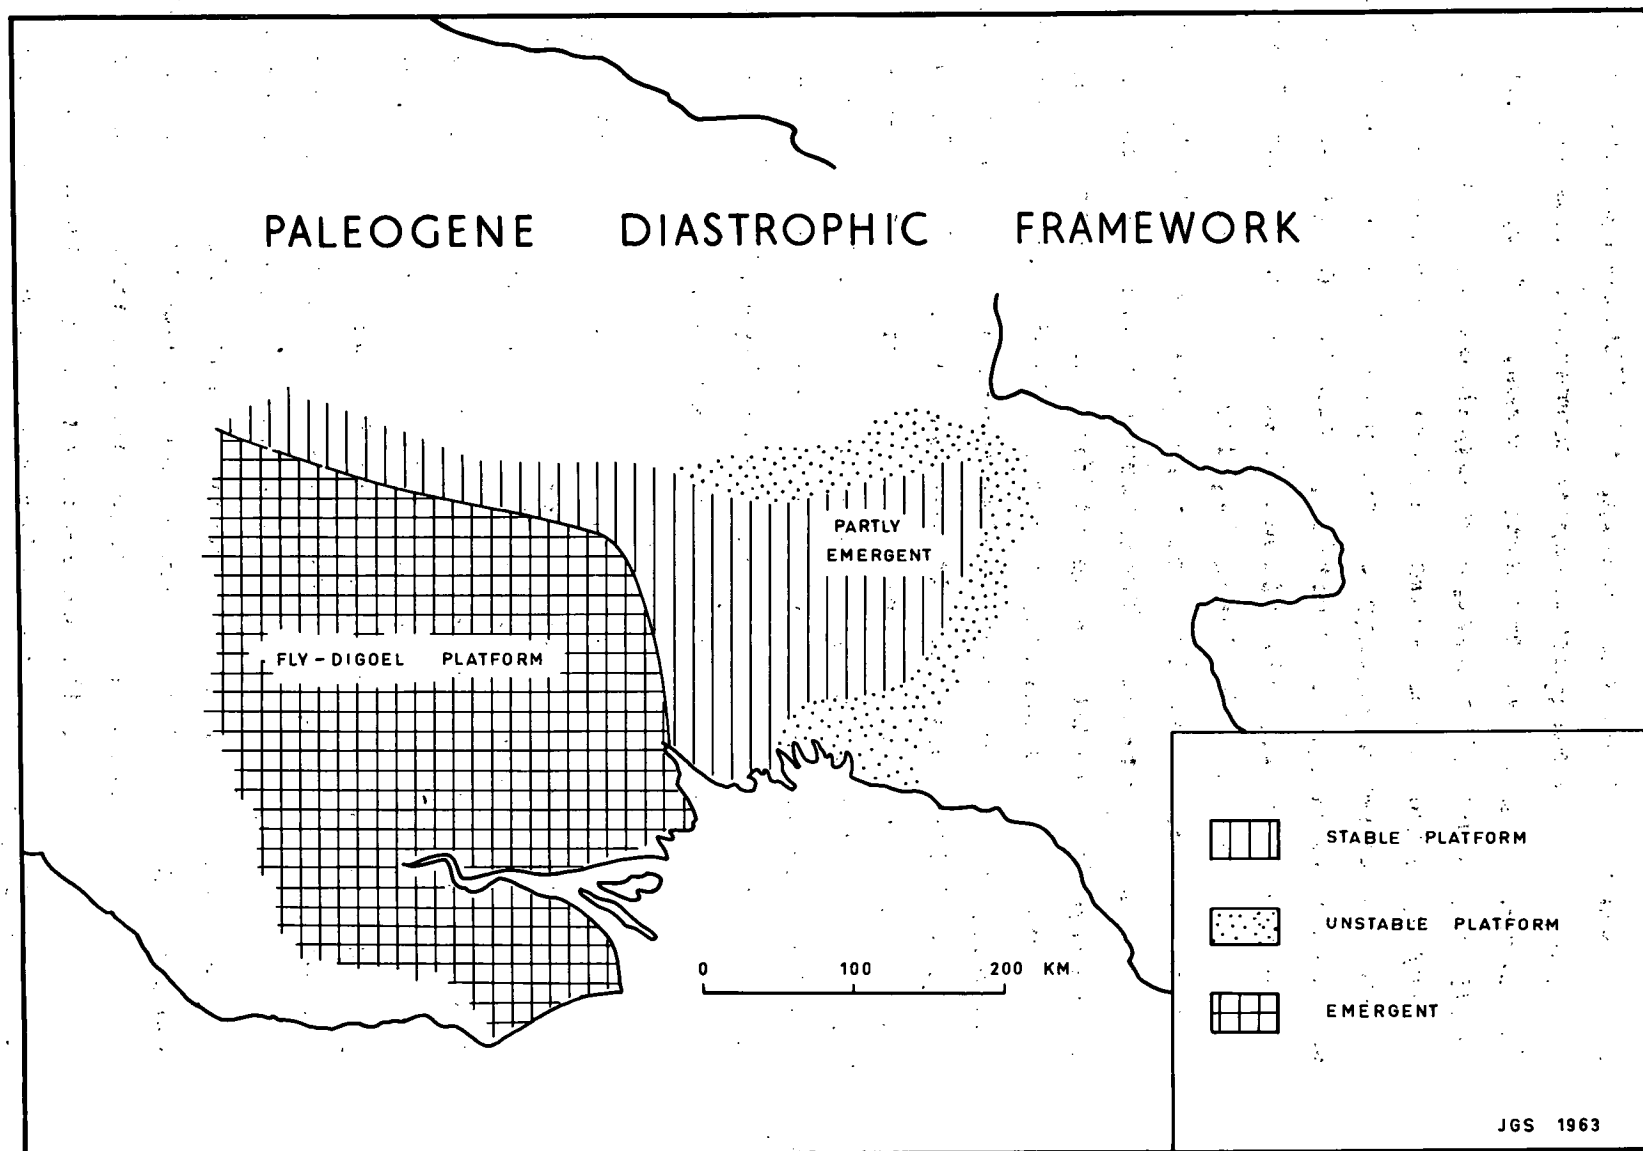 PALEOGENE DIASTROPHIC FRAMEWORK
PARTLY
EMERGENT
FLY-DIGOEL PLATFORM
0 100 200 KM
STABLE PLATFORM
UNSTABLE PLATFORM
EMERGENT
JGS 1963